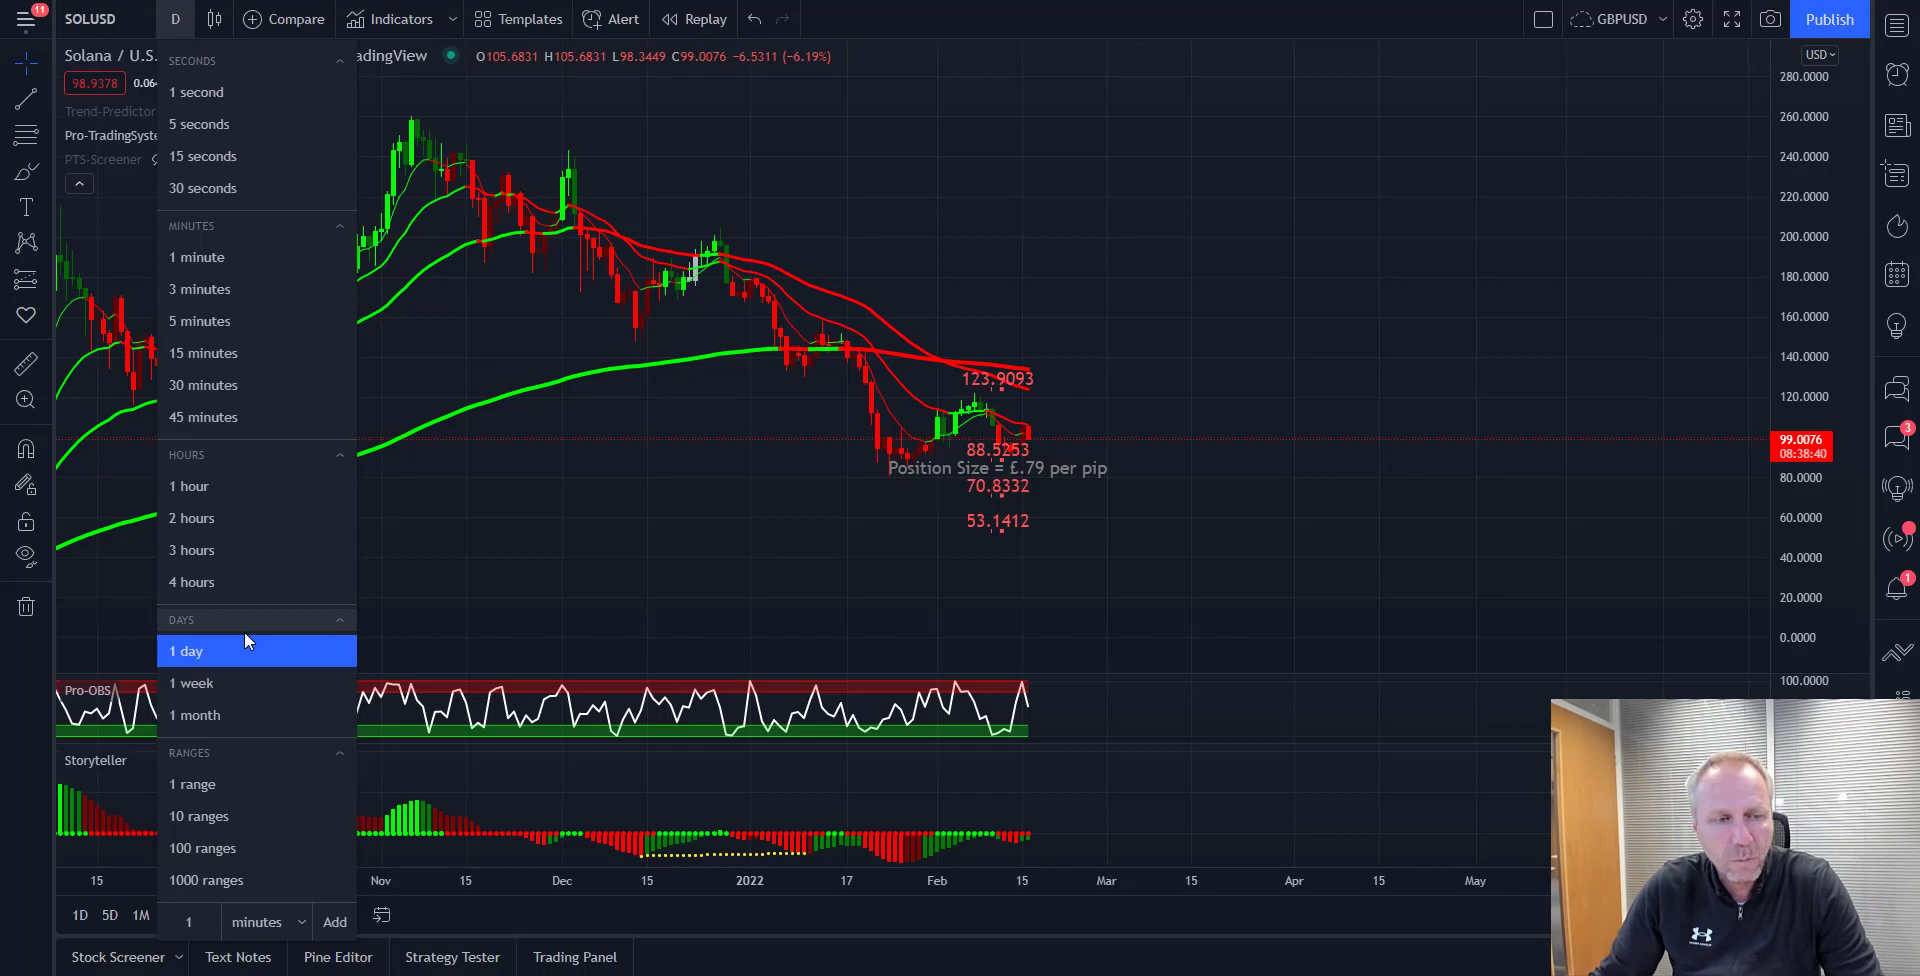 11
SOLUSD
D
Compare
Indicators
Templates
Alert
Replay
GBPUSD
Publish
Solana / U.S.
adingView
O105.6831 H105.6831 L98.3449 C99.0076 −6.5311 (−6.19%)
USD
98.9378
0.064
Trend-Predictor
Pro-TradingSyste
PTS-Screener
SECONDS
1 second
5 seconds
15 seconds
30 seconds
MINUTES
1 minute
3 minutes
5 minutes
15 minutes
30 minutes
45 minutes
HOURS
1 hour
2 hours
3 hours
4 hours
DAYS
1 day
1 week
1 month
RANGES
1 range
10 ranges
100 ranges
1000 ranges
1
minutes
Add
123.9093
88.5253
Position Size = £.79 per pip
70.8332
53.1412
280.0000
260.0000
240.0000
220.0000
200.0000
180.0000
160.0000
140.0000
120.0000
99.0076
08:38:40
80.0000
60.0000
40.0000
20.0000
0.0000
100.0000
3
1
Pro-OBS
Storyteller
15
Nov
15
Dec
15
2022
17
Feb
15
Mar
15
Apr
15
May
1D
5D
1M
Stock Screener
Text Notes
Pine Editor
Strategy Tester
Trading Panel